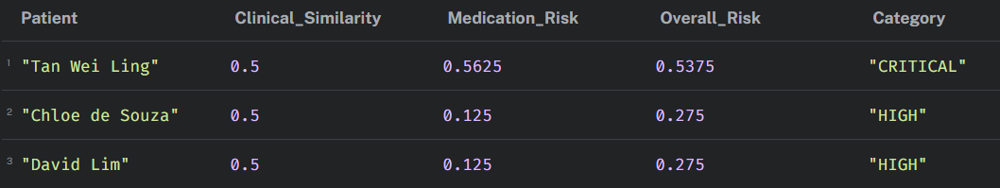 Patient Clinical_Similarity Medication_Risk Overall_Risk Category
1 "Tan Wei Ling" 0.5 0.5625 0.5375 "CRITICAL"
2 "Chloe de Souza" 0.5 0.125 0.275 "HIGH"
3 "David Lim" 0.5 0.125 0.275 "HIGH"